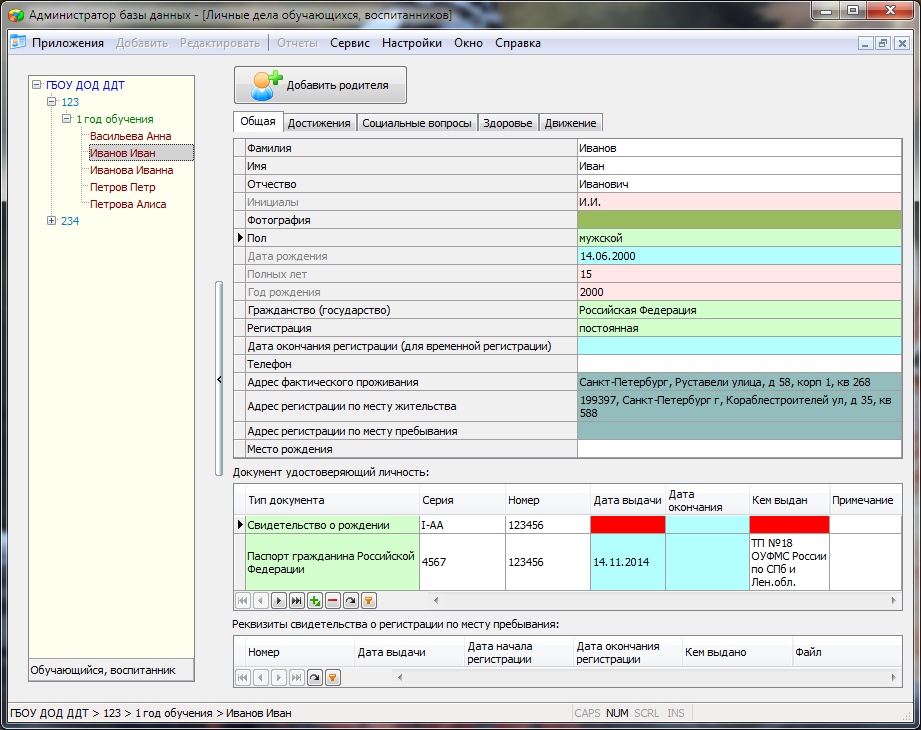 Администратор базы данных - [Личные дела обучающихся, воспитанников]
Приложения Добавить Редактировать Отчеты Сервис Настройки Окно Справка
ГБОУ ДОД ДДТ
123
1 год обучения
Васильева Анна
Иванов Иван
Иванова Иванна
Петров Петр
Петрова Алиса
234
Обучающийся, воспитанник
Добавить родителя
Общая Достижения Социальные вопросы Здоровье Движение
Фамилия Иванов
Имя Иван
Отчество Иванович
Инициалы И.И.
Фотография
Пол мужской
Дата рождения 14.06.2000
Полных лет 15
Год рождения 2000
Гражданство (государство) Российская Федерация
Регистрация постоянная
Дата окончания регистрации (для временной регистрации)
Телефон
Адрес фактического проживания Санкт-Петербург, Руставели улица, д 58, корп 1, кв 268
Адрес регистрации по месту жительства 199397, Санкт-Петербург г, Кораблестроителей ул, д 35, кв
588
Адрес регистрации по месту пребывания
Место рождения
Документ удостоверяющий личность:
Тип документа Серия Номер Дата выдачи Дата окончания Кем выдан Примечание
Свидетельство о рождении I-АА 123456
Паспорт гражданина Российской Федерации 4567 123456 14.11.2014 ТП №18 ОУФМС России по СПб и Лен.обл.
Реквизиты свидетельства о регистрации по месту пребывания:
Номер Дата выдачи Дата начала регистрации Дата окончания регистрации Кем выдано Файл
ГБОУ ДОД ДДТ > 123 > 1 год обучения > Иванов Иван CAPS NUM SCRL INS